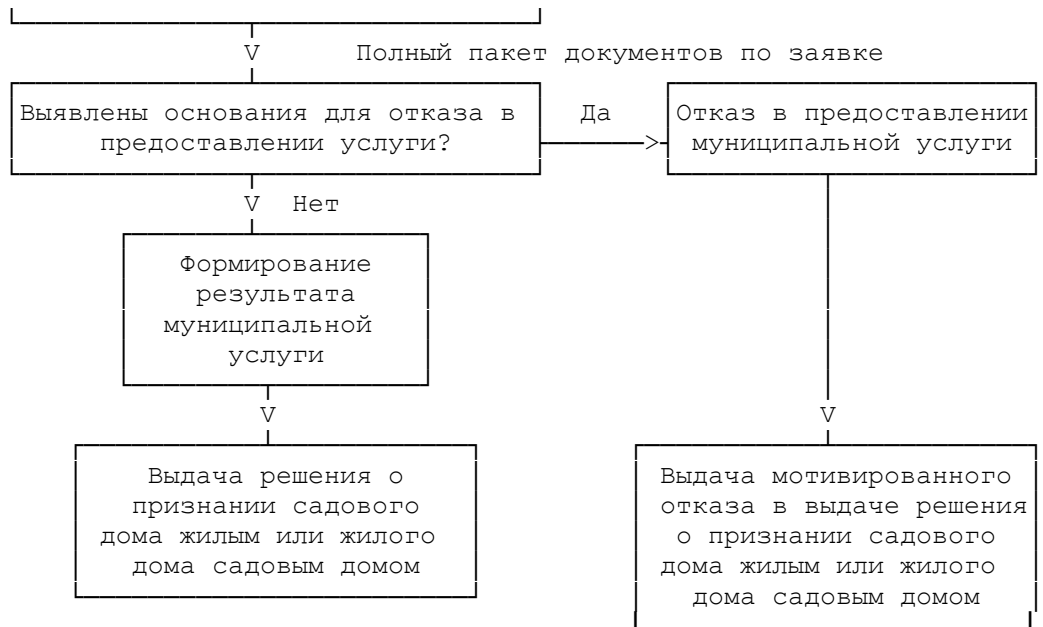 V Полный пакет документов по заявке
Выявлены основания для отказа в
предоставлении услуги?
Да
>
Отказ в предоставлении
муниципальной услуги
V Нет
Формирование
результата
муниципальной
услуги
V
V
Выдача решения о
признании садового
дома жилым или жилого
дома садовым домом
Выдача мотивированного
отказа в выдаче решения
о признании садового
дома жилым или жилого
дома садовым домом